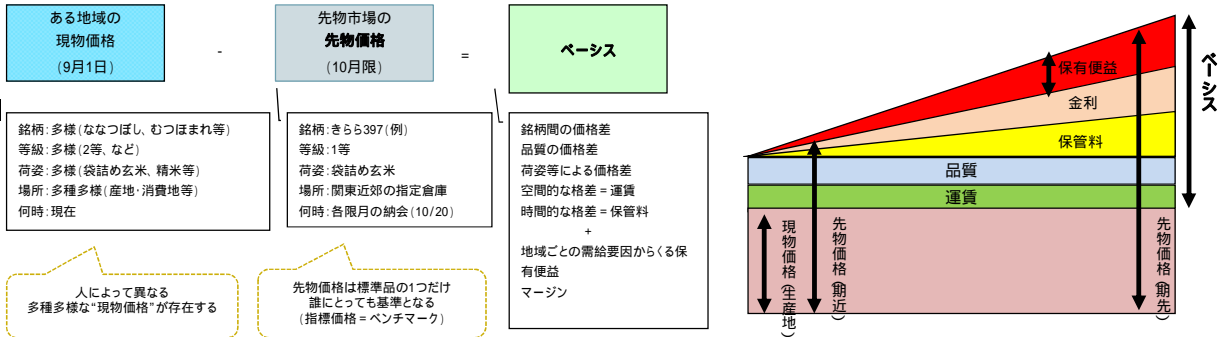 ある地域の
現物価格
(9月1日)
-
先物市場の
先物価格
(10月限)
=
ベーシス
銘柄:多様(ななつぼし、むつほまれ等)
等級:多様(2等、など)
荷姿:多様(袋詰め玄米、精米等)
場所:多種多様(産地・消費地等)
何時:現在
銘柄:きらら397(例)
等級:1等
荷姿:袋詰め玄米
場所:関東近郊の指定倉庫
何時:各限月の納会(10/20)
銘柄間の価格差
品質の価格差
荷姿等による価格差
空間的な格差=運賃
時間的な格差=保管料
+
地域ごとの需給要因からくる保
有便益
マージン
人によって異なる
多種多様な“現物価格”が存在する
先物価格は標準品の1つだけ
誰にとっても基準となる
(指標価格=ベンチマーク)
保有便益
金利
保管料
品質
運賃
ベーシス
現物価格(生産地)
先物価格(期近)
先物価格(期先)